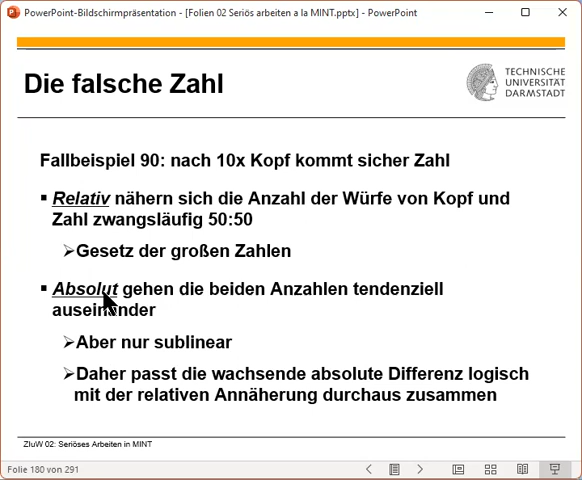 PowerPoint-Bildschirmpräsentation - [Folien 02 Seriös arbeiten a la MINT.pptx] - PowerPoint
Die falsche Zahl
TECHNISCHE
UNIVERSITÄT
DARMSTADT
Fallbeispiel 90: nach 10x Kopf kommt sicher Zahl
▪ Relativ nähern sich die Anzahl der Würfe von Kopf und
Zahl zwangsläufig 50:50
➢Gesetz der großen Zahlen
▪ Absolut gehen die beiden Anzahlen tendenziell
auseinander
➢Aber nur sublinear
➢Daher passt die wachsende absolute Differenz logisch
mit der relativen Annäherung durchaus zusammen
ZIuW 02: Seriöses Arbeiten in MINT
Folie 180 von 291